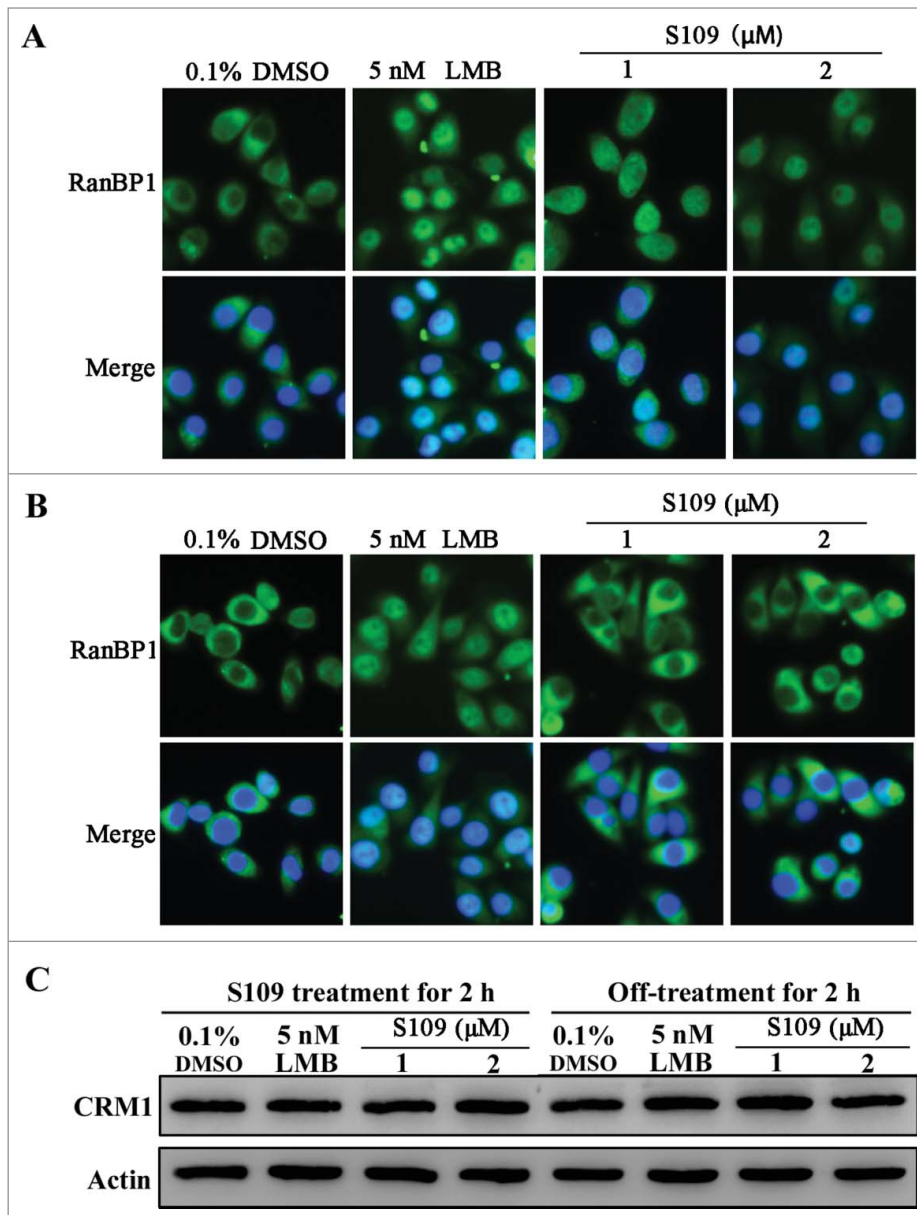 A
S109 (μM)
0.1% DMSO 5 nM LMB 1 2
RanBP1
Merge
B
S109 (μM)
0.1% DMSO 5 nM LMB 1 2
RanBP1
Merge
C
S109 treatment for 2 h Off-treatment for 2 h
0.1% DMSO 5 nM LMB S109 (μM) 1 2 0.1% DMSO 5 nM LMB S109 (μM) 1 2
CRM1
Actin